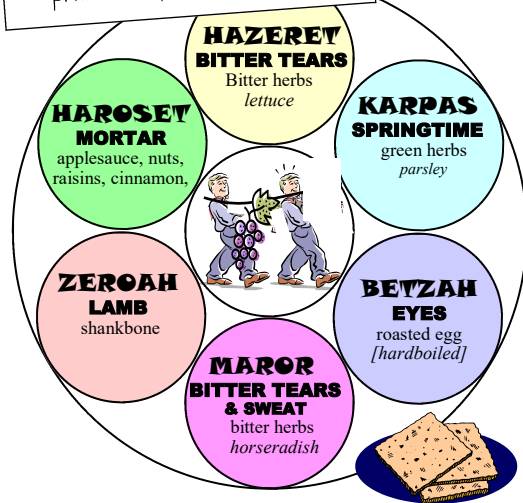 HAZERET
BITTER TEARS
Bitter herbs
lettuce
HAROSET
MORTAR
applesauce, nuts,
raisins, cinnamon,
KARPAS
SPRINGTIME
green herbs
parsley
ZEROAH
LAMB
shankbone
BETZAH
EYES
roasted egg
[hardboiled]
MAROR
BITTER TEARS
& SWEAT
bitter herbs
horseradish